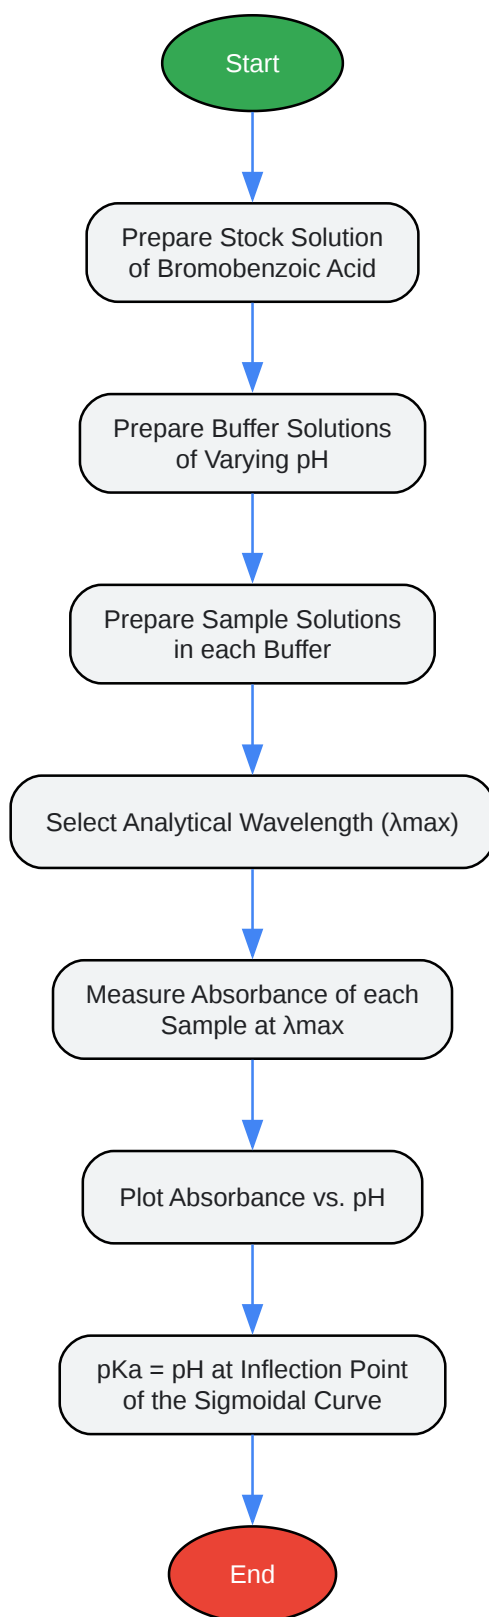 Start
Prepare Stock Solution
of Bromobenzoic Acid
Prepare Buffer Solutions
of Varying pH
Prepare Sample Solutions
in each Buffer
Select Analytical Wavelength (λmax)
Measure Absorbance of each
Sample at λmax
Plot Absorbance vs. pH
pKa = pH at Inflection Point
of the Sigmoidal Curve
End